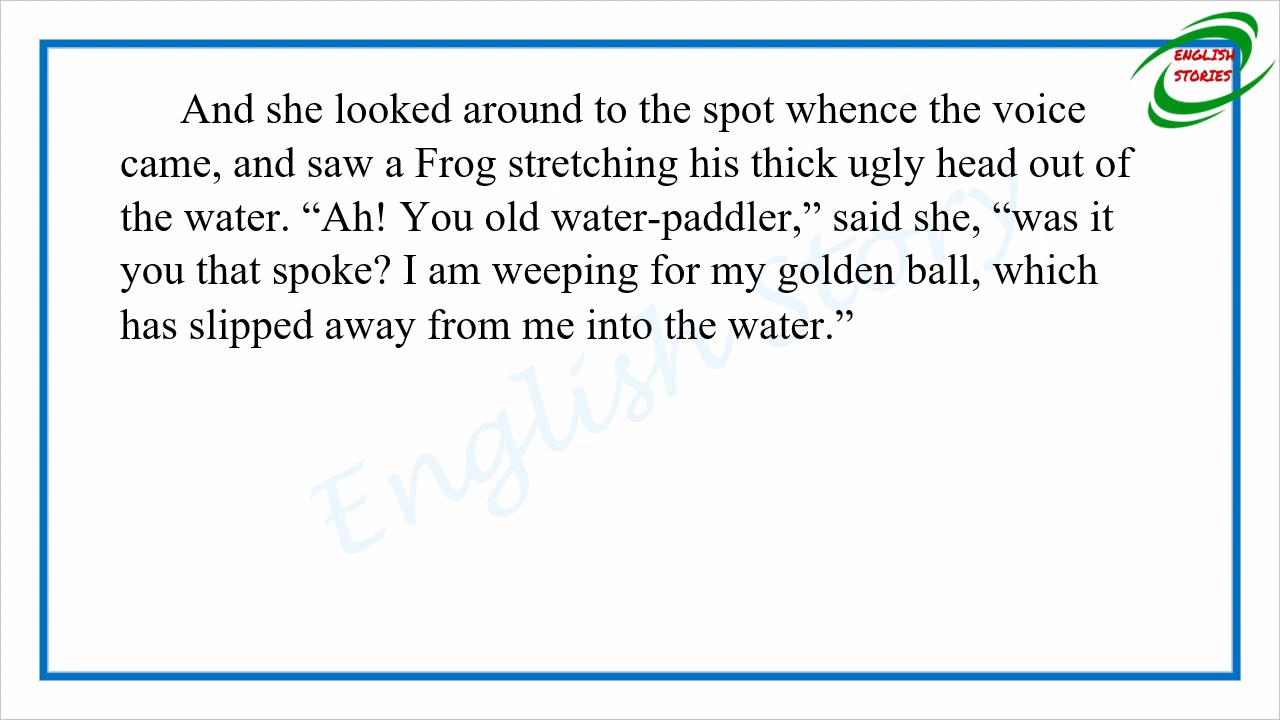 ENGLISH
STORIES
And she looked around to the spot whence the voice
came, and saw a Frog stretching his thick ugly head out of
the water. “Ah! You old water-paddler,” said she, “was it
you that spoke? I am weeping for my golden ball, which
has slipped away from me into the water.”
English Story